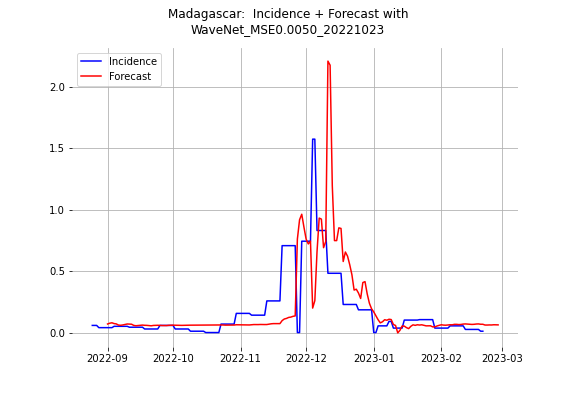 Madagascar:  Incidence + Forecast with
WaveNet_MSE0.0050_20221023
Incidence
Forecast
2.0
1.5
1.0
0.5
0.0
2022-09 2022-10 2022-11 2022-12 2023-01 2023-02 2023-03